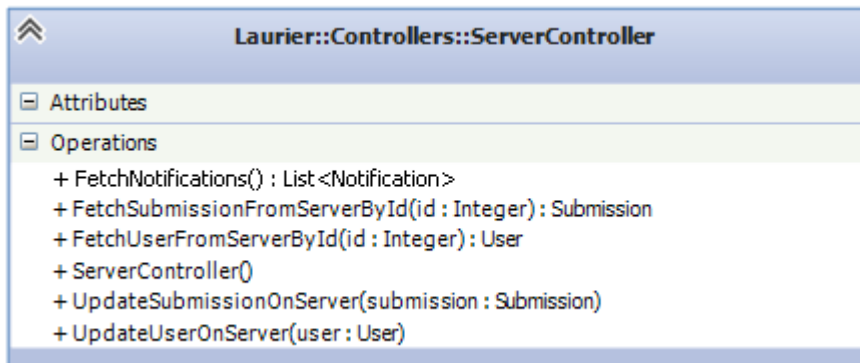 Laurier::Controllers::ServerController
Attributes
Operations
+ FetchNotifications() : List<Notification>
+ FetchSubmissionFromServerById(id : Integer) : Submission
+ FetchUserFromServerById(id : Integer) : User
+ ServerController()
+ UpdateSubmissionOnServer(submission : Submission)
+ UpdateUserOnServer(user : User)